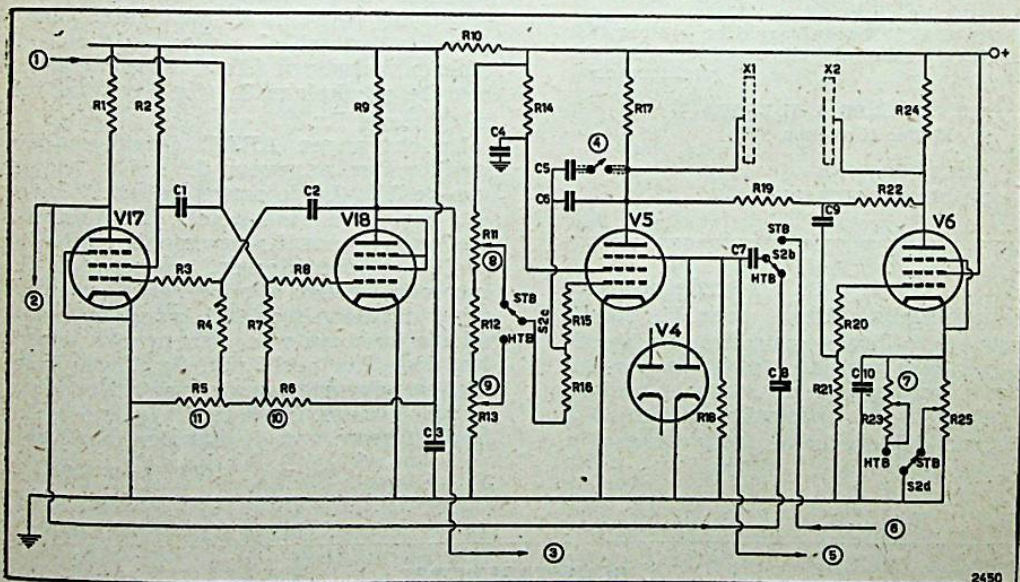 R10
+
①
X1
X2
R1
R2
R9
R14
R17
R24
C4
④
C5
C6
C1
C2
R19
R22
C9
V17
V18
R11
V5
C7
STB
S2b
HTB
V6
⑧
R3
R8
②
STB
S2c
R15
R4
R7
R12
HTB
V4
R20
R16
C8
C10
⑦
R5
R6
⑨
R13
R18
R21
R23
R25
⑪
⑩
C3
HTB
STB
S2d
⑥
③
⑤
2450